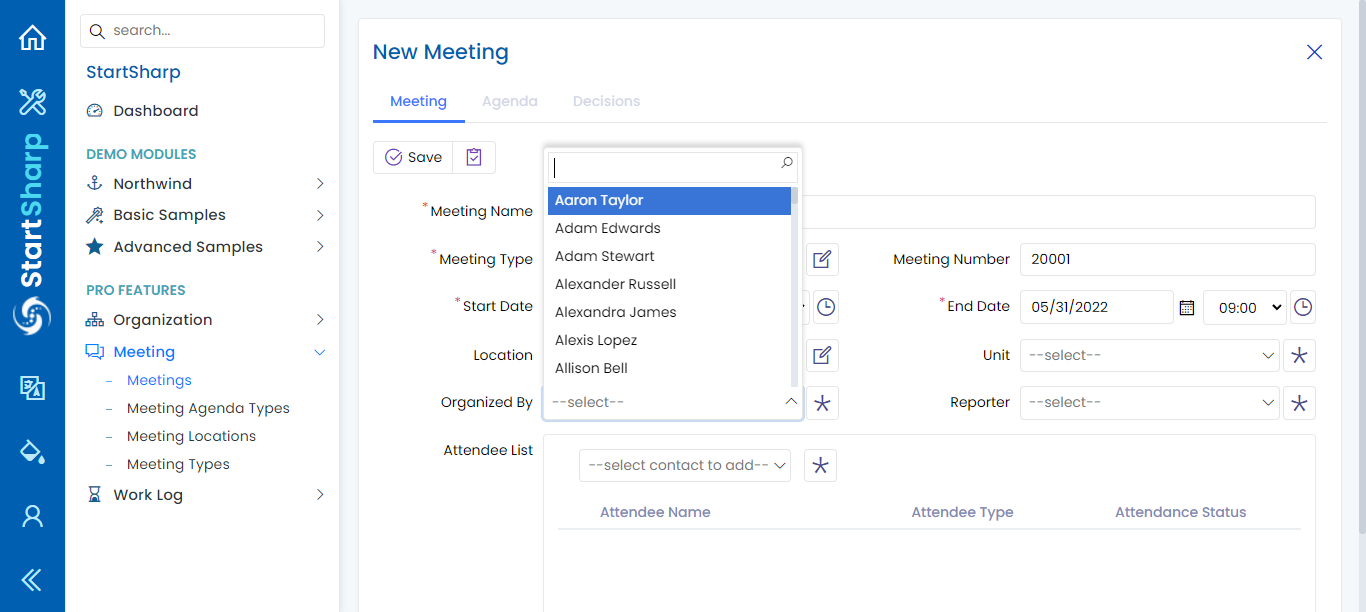 search...
StartSharp
Dashboard
DEMO MODULES
Northwind
Basic Samples
Advanced Samples
PRO FEATURES
Organization
Meeting
Meetings
Meeting Agenda Types
Meeting Locations
Meeting Types
Work Log
StartSharp
New Meeting
Meeting Agenda Decisions
Save
*Meeting Name
*Meeting Type
Meeting Number 20001
*Start Date
*End Date 05/31/2022 09:00
Location
Unit --select--
Organized By --select--
Reporter --select--
Aaron Taylor
Adam Edwards
Adam Stewart
Alexander Russell
Alexandra James
Alexis Lopez
Allison Bell
Attendee List
--select contact to add--
Attendee Name Attendee Type Attendance Status